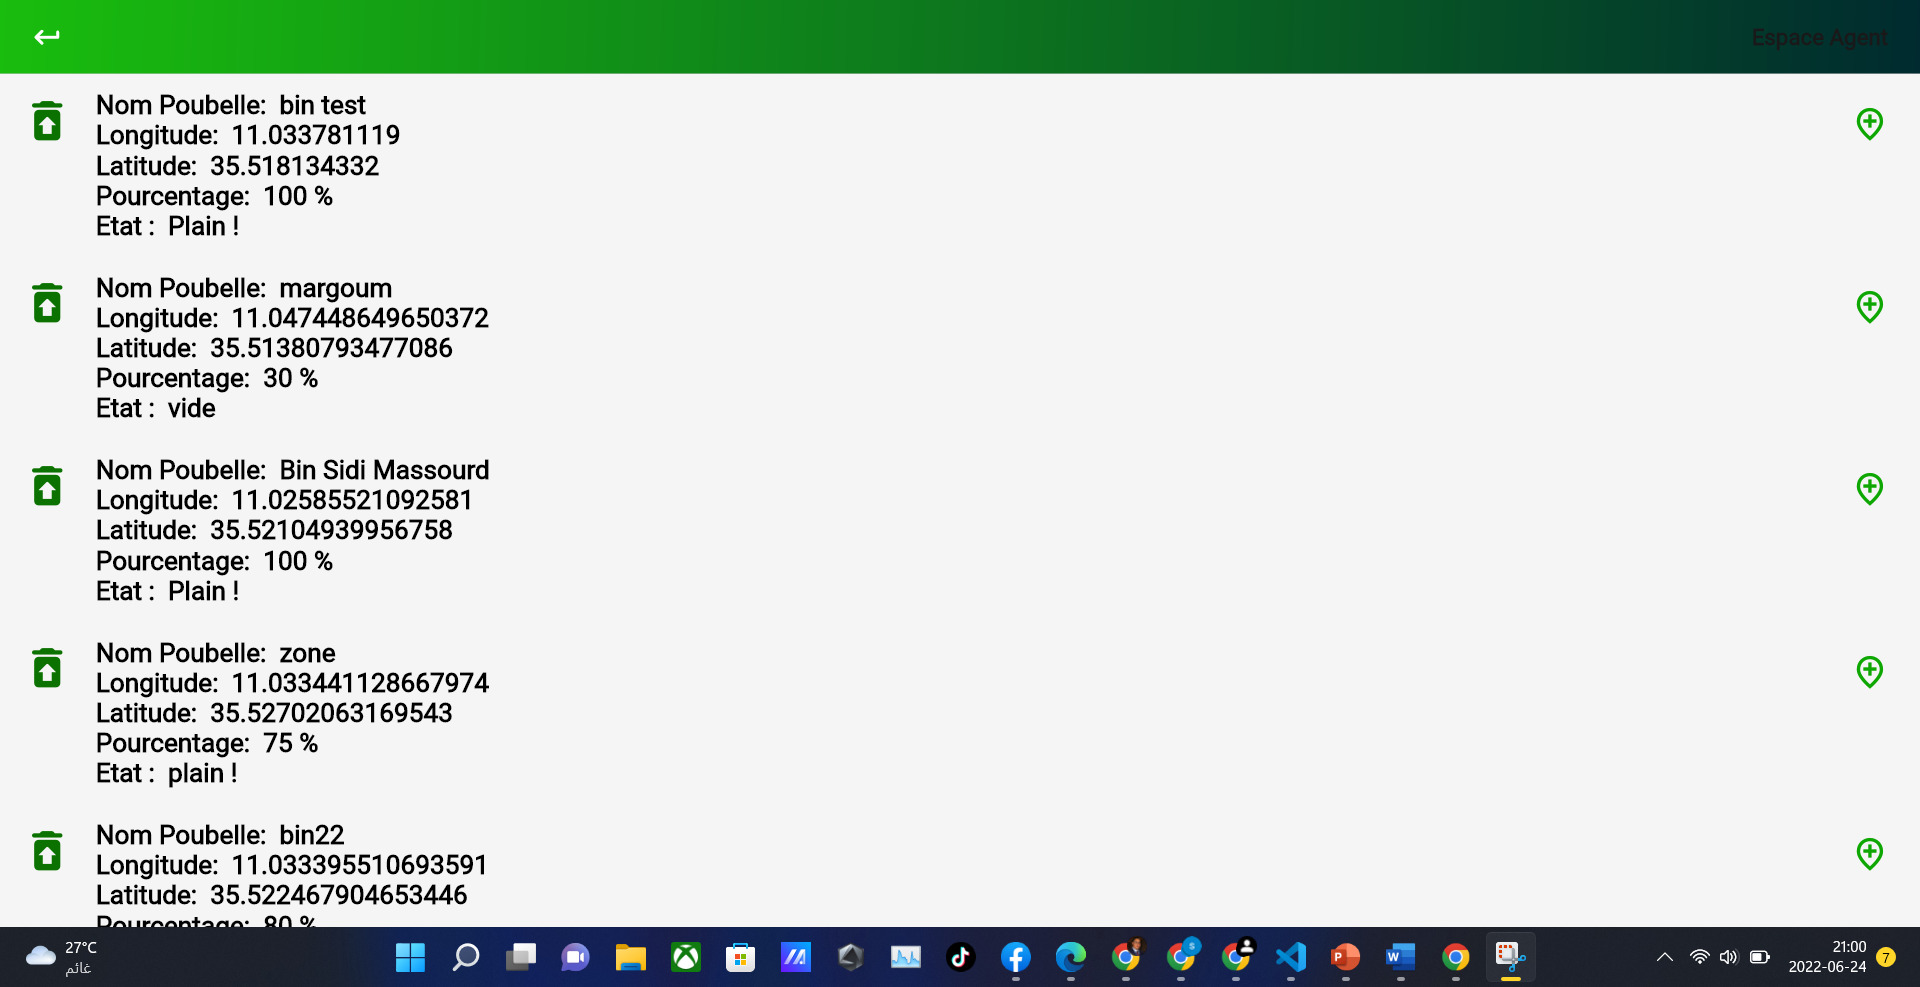 Espace Agent
Nom Poubelle: bin test
Longitude: 11.033781119
Latitude: 35.518134332
Pourcentage: 100 %
Etat : Plain !
Nom Poubelle: margoum
Longitude: 11.047448649650372
Latitude: 35.51380793477086
Pourcentage: 30 %
Etat : vide
Nom Poubelle: Bin Sidi Massourd
Longitude: 11.02585521092581
Latitude: 35.52104939956758
Pourcentage: 100 %
Etat : Plain !
Nom Poubelle: zone
Longitude: 11.033441128667974
Latitude: 35.52702063169543
Pourcentage: 75 %
Etat : plain !
Nom Poubelle: bin22
Longitude: 11.033395510693591
Latitude: 35.522467904653446
Pourcentage: 80 %
27°C
غائم
S
P
W
21:00
2022-06-24
7